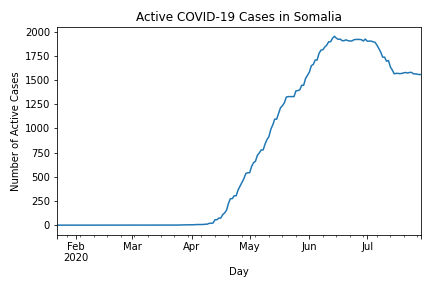 Active COVID-19 Cases in Somalia
Number of Active Cases
2000
1750
1500
1250
1000
750
500
250
0
Feb Mar Apr May Jun Jul
2020
Day